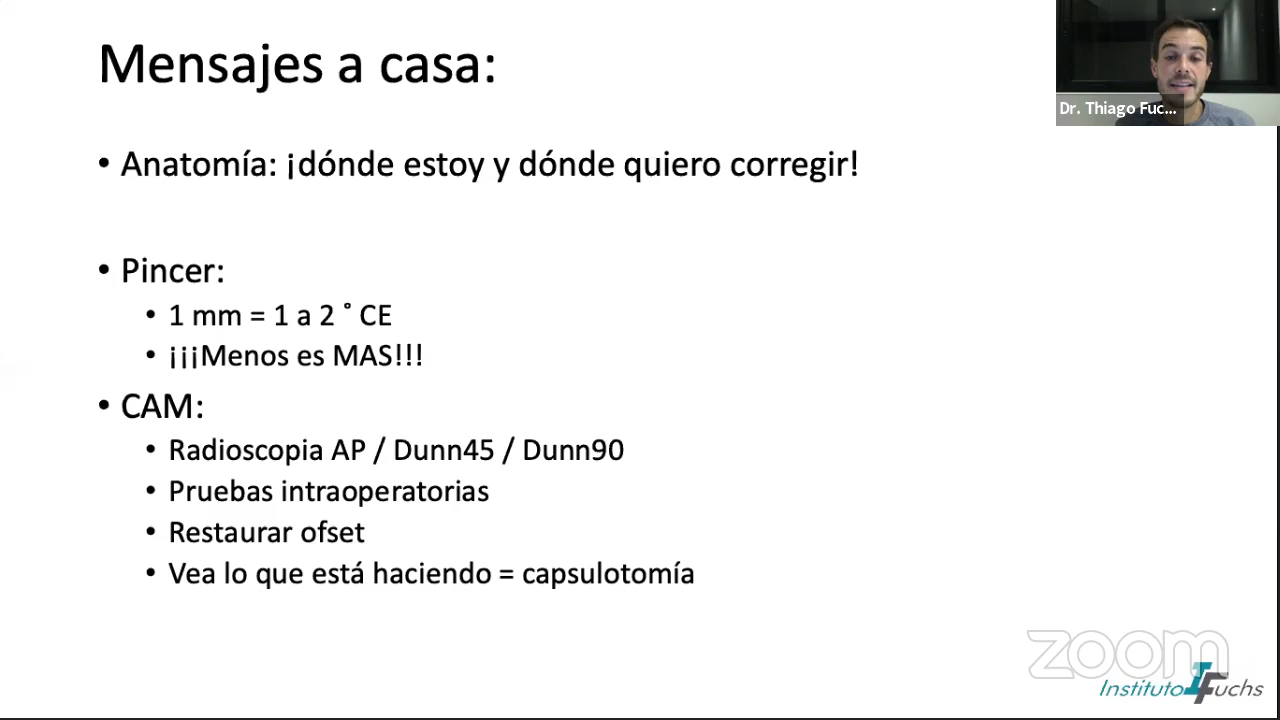 Mensajes a casa:
Dr. Thiago Fuc...
• Anatomía: ¡dónde estoy y dónde quiero corregir!
• Pincer:
• 1 mm = 1 a 2 ˚ CE
• ¡¡¡Menos es MAS!!!
• CAM:
• Radioscopia AP / Dunn45 / Dunn90
• Pruebas intraoperatorias
• Restaurar ofset
• Vea lo que está haciendo = capsulotomía
zoom
Instituto Fuchs